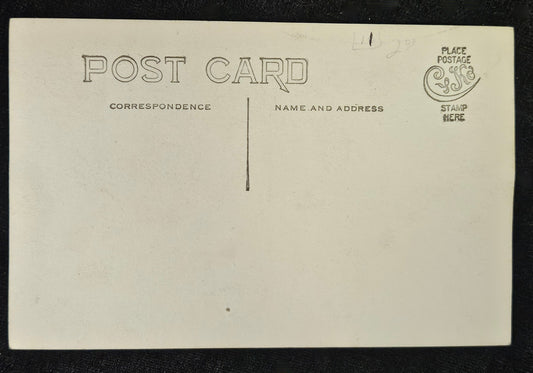 POST CARD
CORRESPONDENCE
NAME AND ADDRESS
PLACE
POSTAGE
CyKo
STAMP
HERE